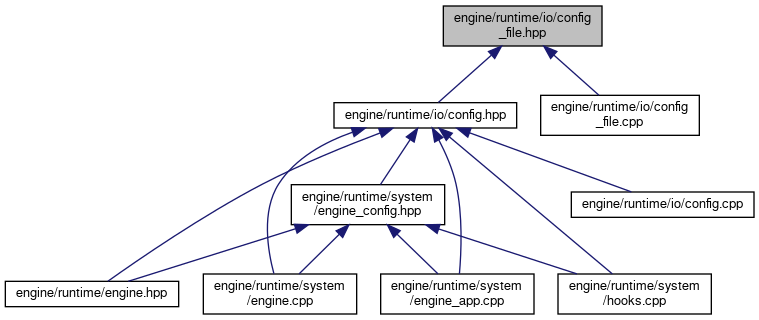 engine/runtime/io/config
_file.hpp
engine/runtime/io/config.hpp
engine/runtime/io/config
_file.cpp
engine/runtime/system
/engine_config.hpp
engine/runtime/io/config.cpp
engine/runtime/engine.hpp
engine/runtime/system
/engine.cpp
engine/runtime/system
/engine_app.cpp
engine/runtime/system
/hooks.cpp